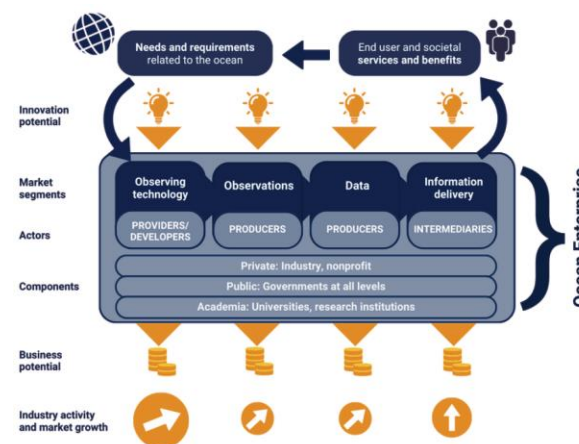 Needs and requirements
related to the ocean
End user and societal
services and benefits
Innovation
potential
Market
segments
Observing
technology
Observations
Data
Information
delivery
Actors
PROVIDERS/
DEVELOPERS
PRODUCERS
PRODUCERS
INTERMEDIARIES
Components
Private: Industry, nonprofit
Public: Governments at all levels
Academia: Universities, research institutions
Ocean Enterprise
Business
potential
Industry activity
and market growth